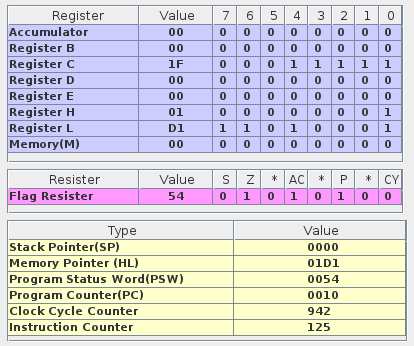 Register Value 7 6 5 4 3 2 1 0
Accumulator 00 0 0 0 0 0 0 0 0
Register B 00 0 0 0 0 0 0 0 0
Register C 1F 0 0 0 1 1 1 1 1
Register D 00 0 0 0 0 0 0 0 0
Register E 00 0 0 0 0 0 0 0 0
Register H 01 0 0 0 0 0 0 0 1
Register L D1 1 1 0 1 0 0 0 1
Memory(M) 00 0 0 0 0 0 0 0 0
Resister Value S Z * AC * P * CY
Flag Resister 54 0 1 0 1 0 1 0 0
Type Value
Stack Pointer(SP) 0000
Memory Pointer (HL) 01D1
Program Status Word(PSW) 0054
Program Counter(PC) 0010
Clock Cycle Counter 942
Instruction Counter 125